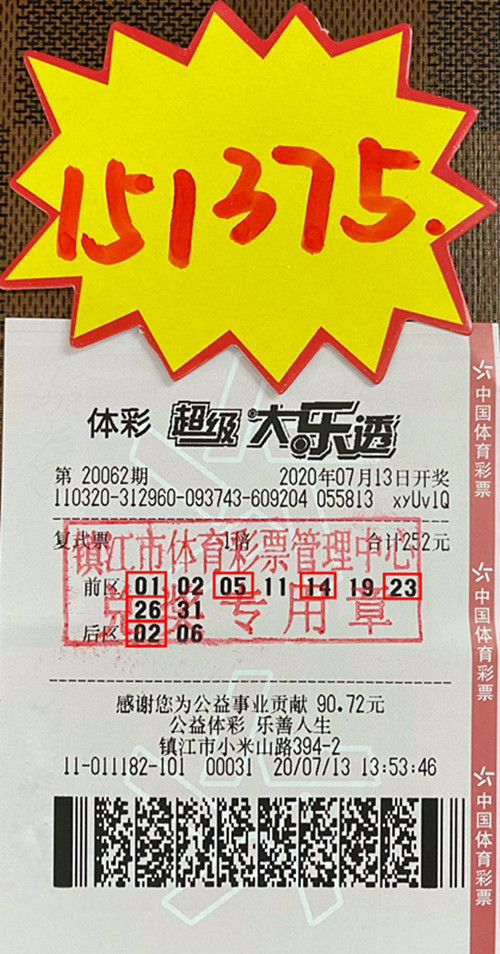 151375.
体彩 超级大乐透
第 20062期 2020年07月13日开奖
110320-312960-093743-609204 055813 xyUv1Q
复式票 1倍 合计252元
镇江市体育彩票管理中心
兑奖专用章
前区 01 02 05 11 14 19 23
26 31
后区 02 06
感谢您为公益事业贡献 90.72元
公益体彩 乐善人生
镇江市小米山路394-2
11-011182-101 00031 20/07/13 13:53:46
中国体育彩票
中国体育彩票
中国体育彩票